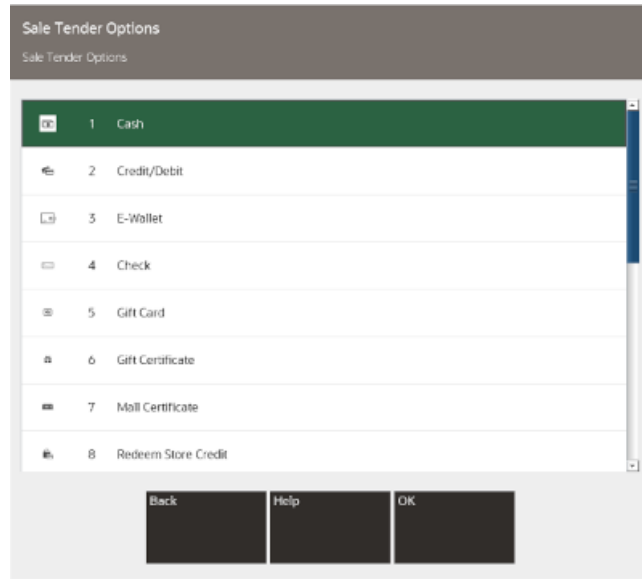 Sale Tender Options
Sale Tender Options
1 Cash
2 Credit/Debit
3 E-Wallet
4 Check
5 Gift Card
6 Gift Certificate
7 Mall Certificate
8 Redeem Store Credit
Back Help OK